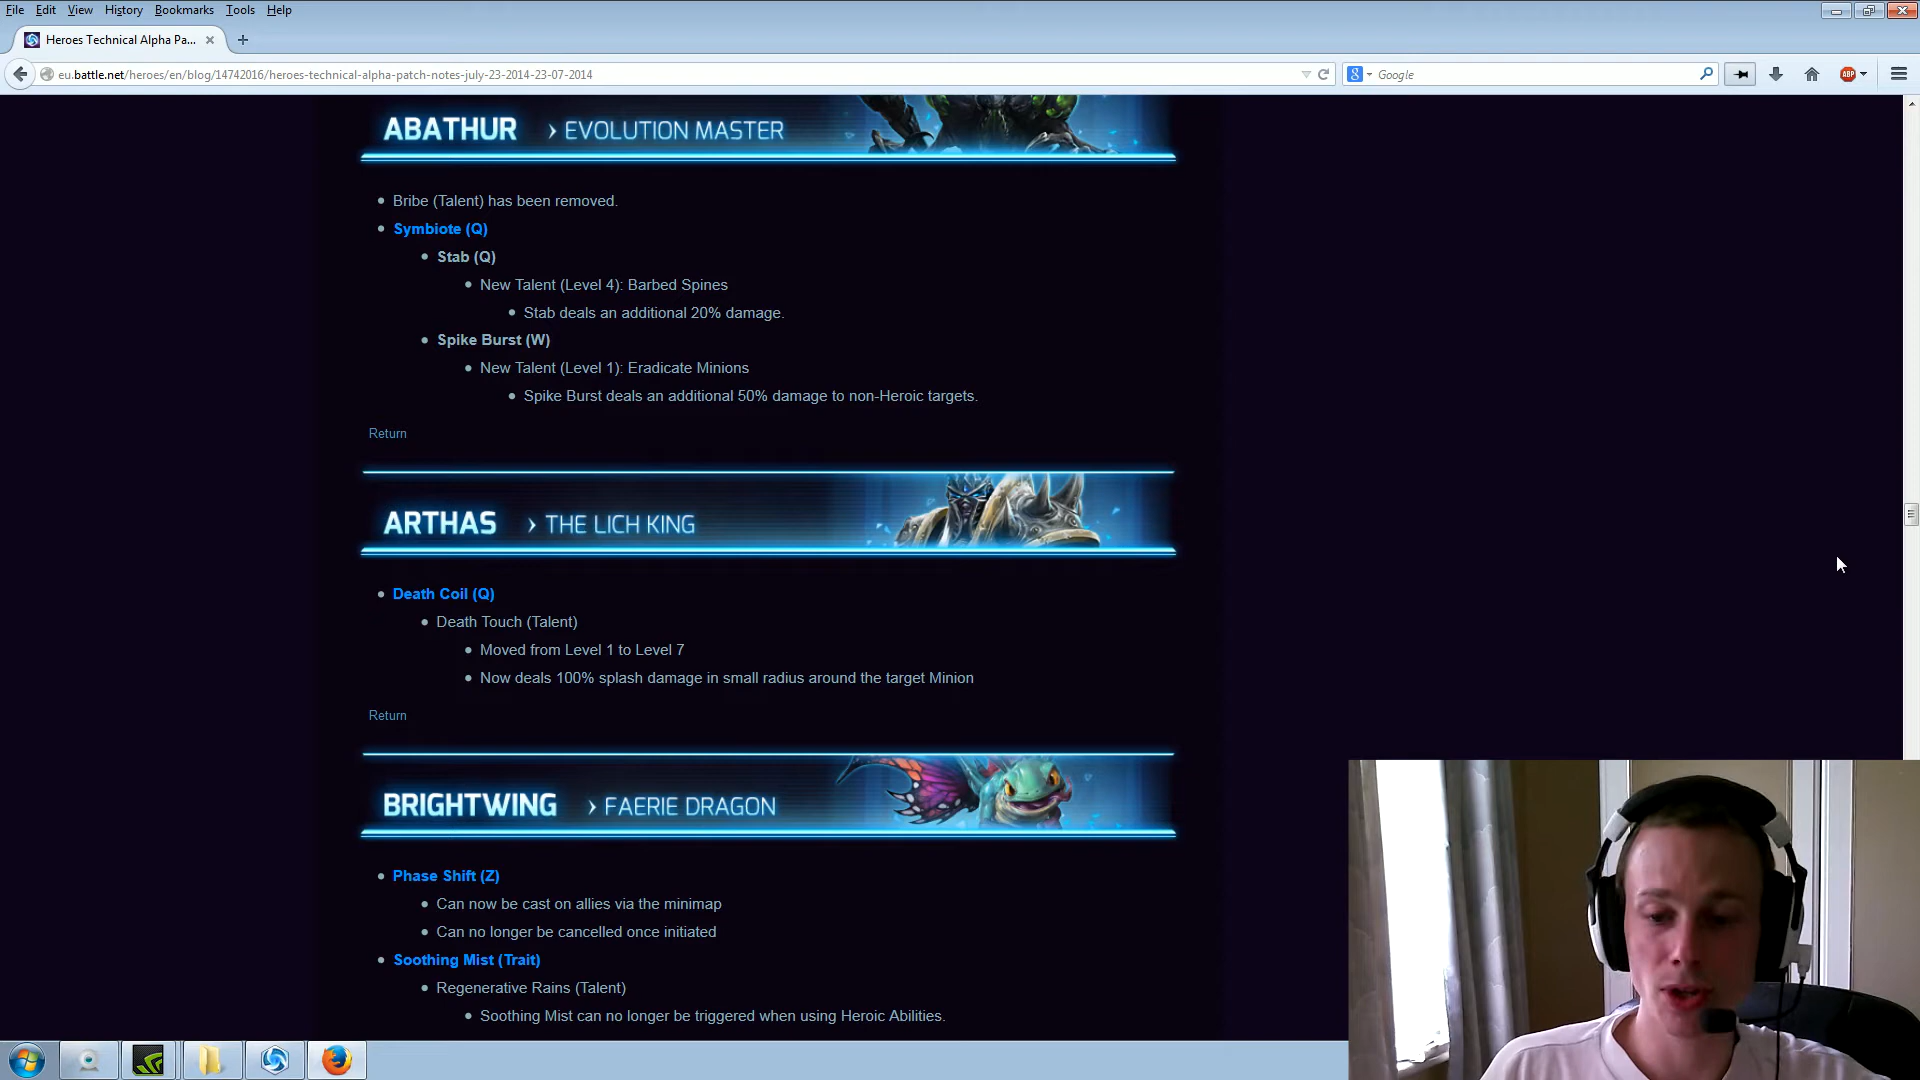 File Edit View History Bookmarks Tools Help
Heroes Technical Alpha Pa...
eu.battle.net/heroes/en/blog/14742016/heroes-technical-alpha-patch-notes-july-23-2014-23-07-2014
8 Google
ABP
ABATHUR › EVOLUTION MASTER
• Bribe (Talent) has been removed.
• Symbiote (Q)
• Stab (Q)
• New Talent (Level 4): Barbed Spines
• Stab deals an additional 20% damage.
• Spike Burst (W)
• New Talent (Level 1): Eradicate Minions
• Spike Burst deals an additional 50% damage to non-Heroic targets.
Return
ARTHAS › THE LICH KING
• Death Coil (Q)
• Death Touch (Talent)
• Moved from Level 1 to Level 7
• Now deals 100% splash damage in small radius around the target Minion
Return
BRIGHTWING › FAERIE DRAGON
• Phase Shift (Z)
• Can now be cast on allies via the minimap
• Can no longer be cancelled once initiated
• Soothing Mist (Trait)
• Regenerative Rains (Talent)
• Soothing Mist can no longer be triggered when using Heroic Abilities.